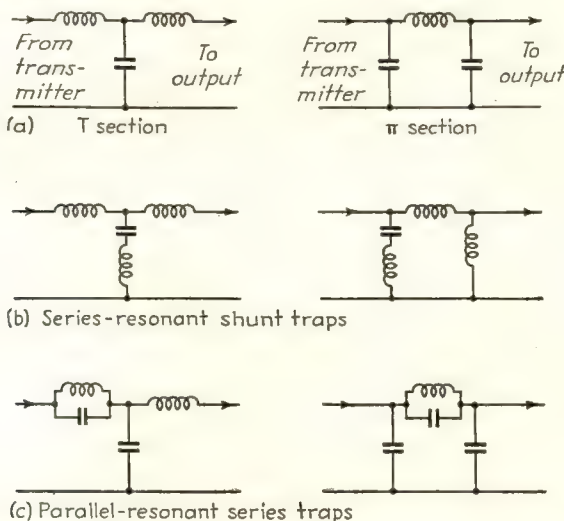 From
trans-
mitter
To
output
From
trans-
mitter
To
output
(a) T section
π section
(b) Series-resonant shunt traps
(c) Parallel-resonant series traps